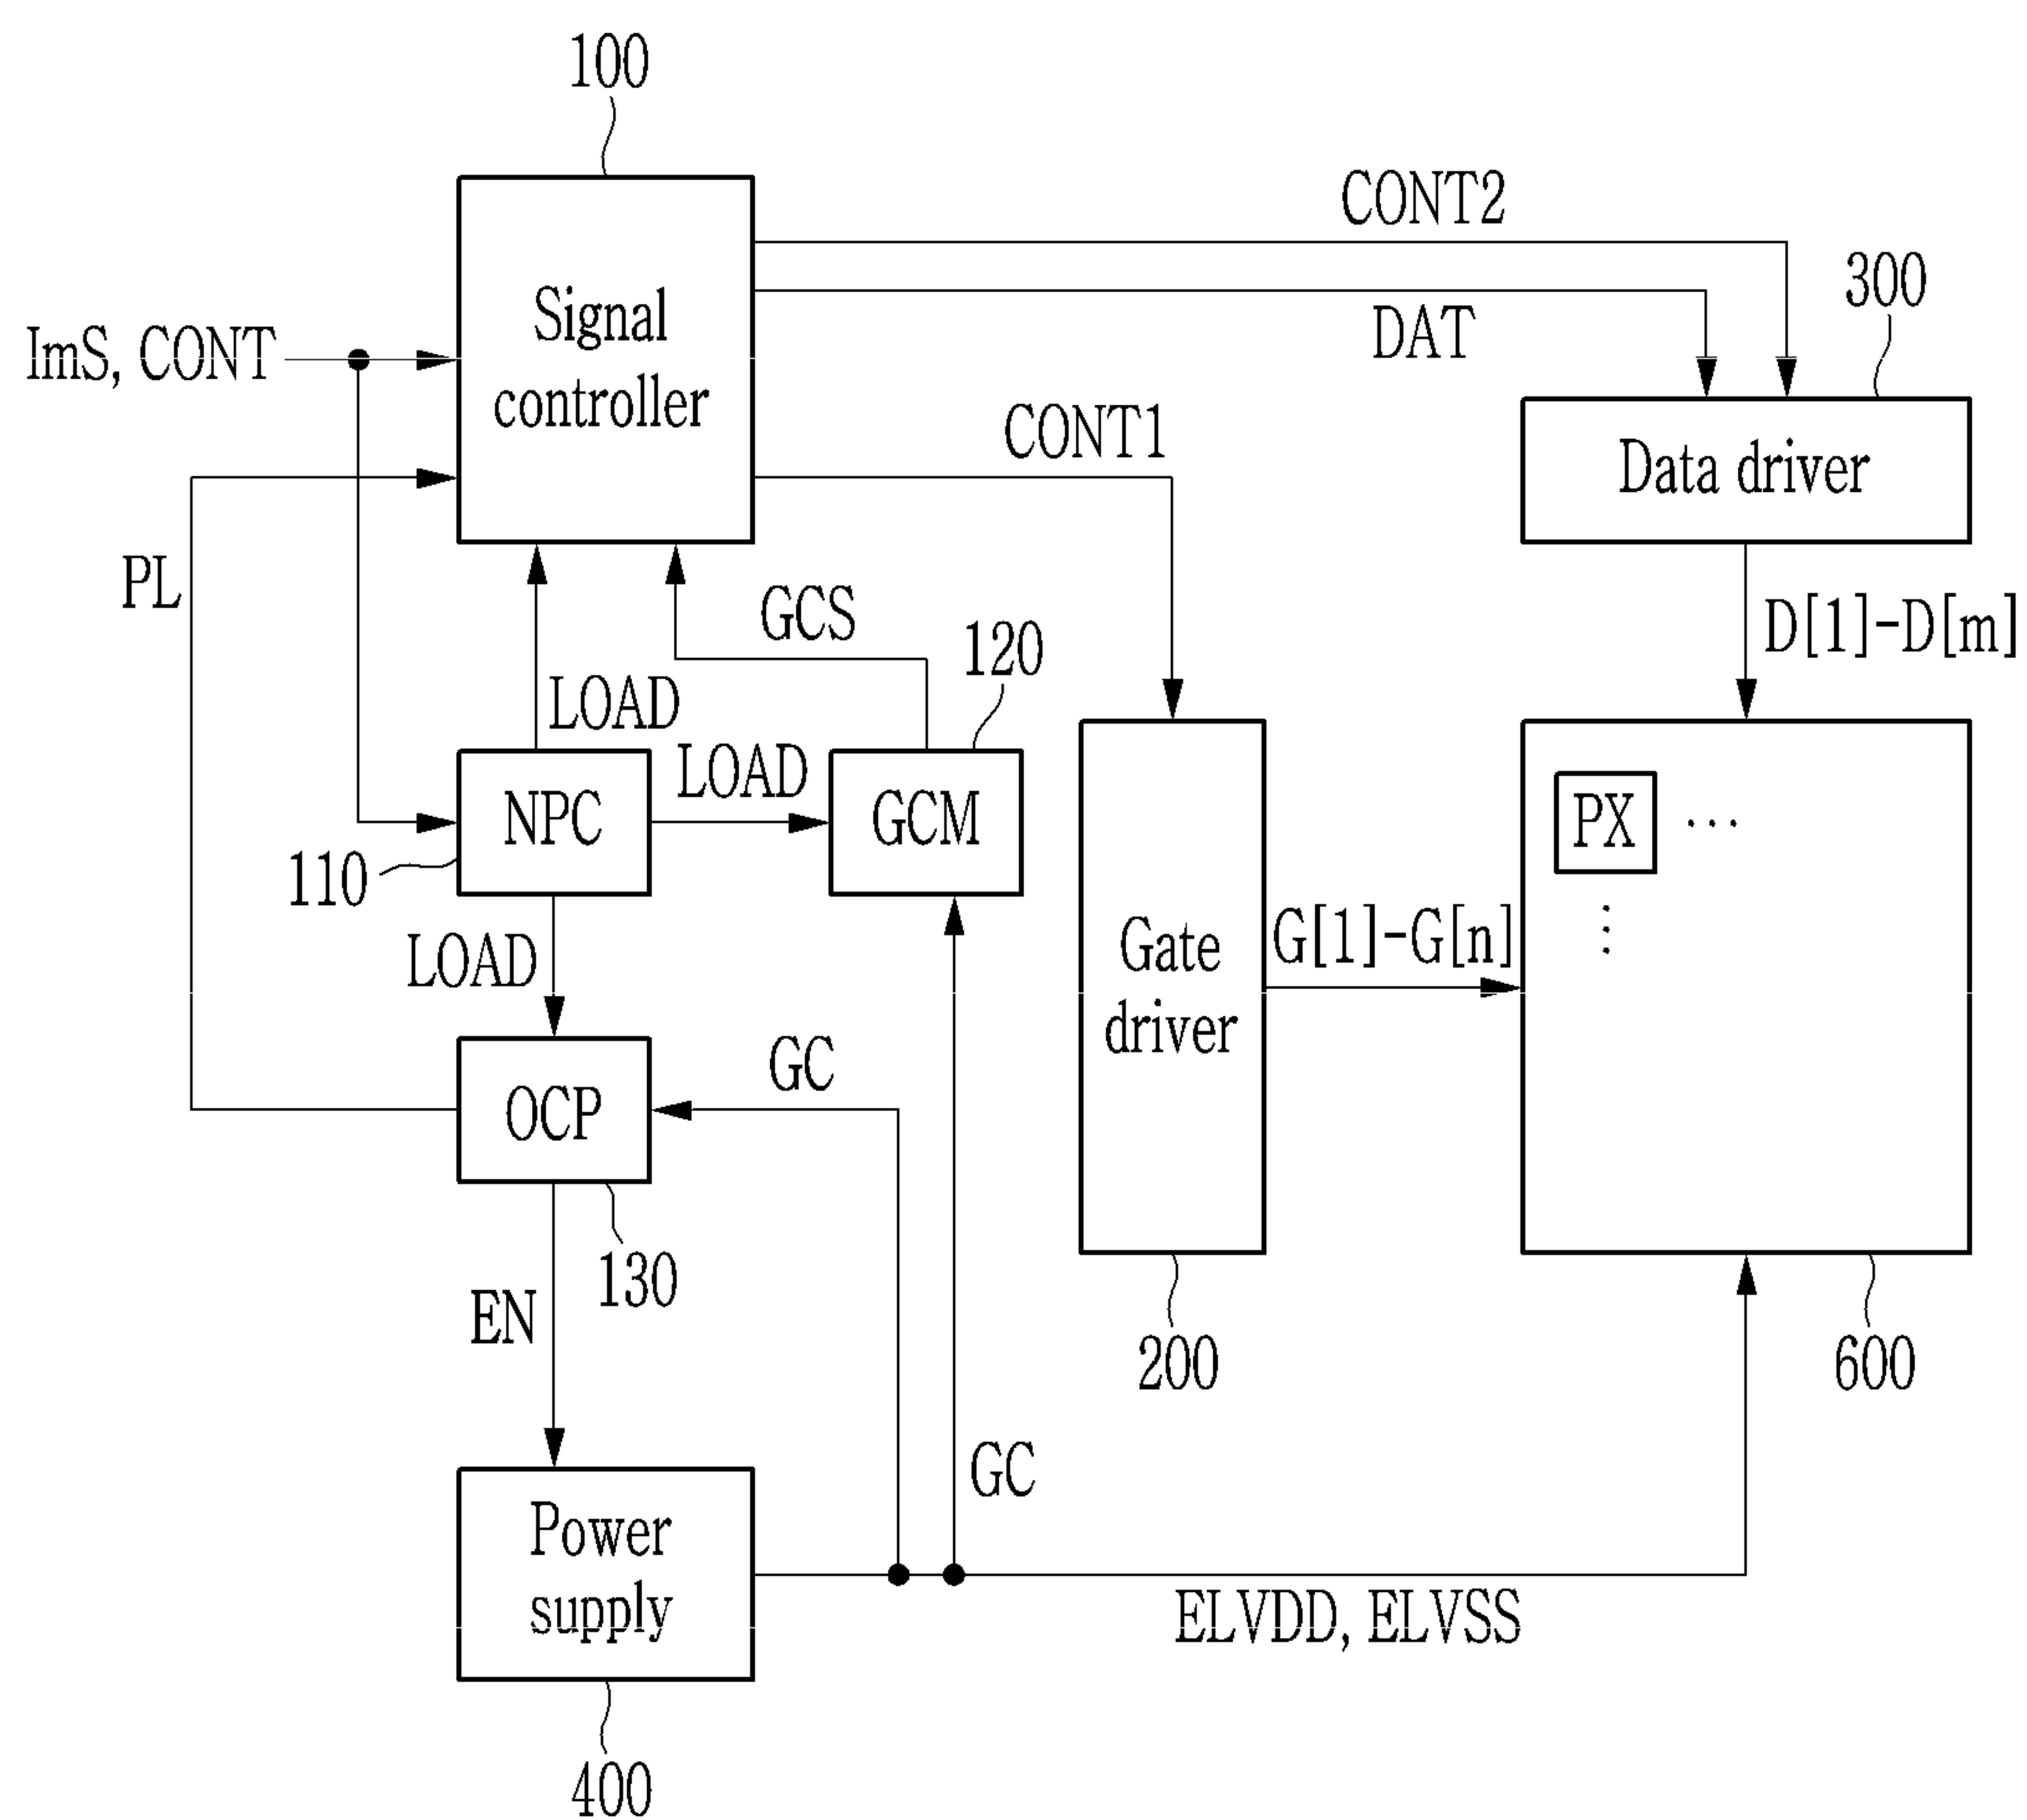 100
CONT2
300
Signal
controller
DAT
ImS, CONT
CONT1
Data driver
PL
GCS
120
D[1]-D[m]
LOAD
LOAD
NPC
GCM
PX ...
110
LOAD
Gate
driver
G[1]-G[n]
GC
OCP
130
EN
200
600
GC
Power
supply
ELVDD, ELVSS
400